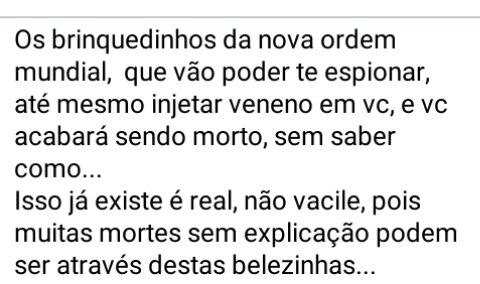 Os brinquedinhos da nova ordem
mundial,  que vão poder te espionar,
até mesmo injetar veneno em vc, e vc
acabará sendo morto, sem saber
como...
Isso já existe é real, não vacile, pois
muitas mortes sem explicação podem
ser através destas belezinhas...